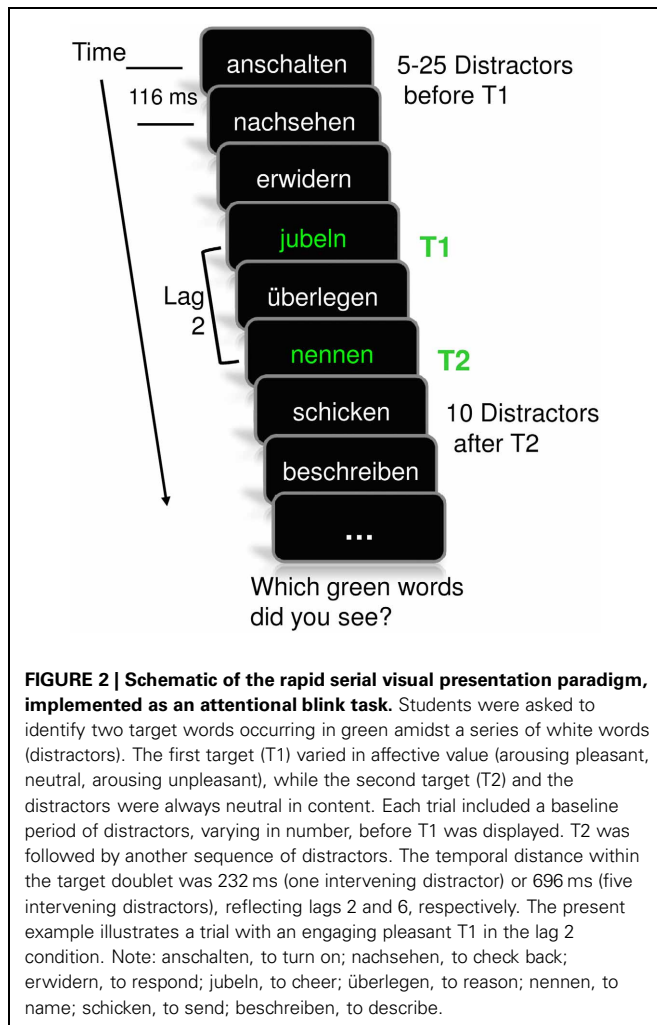 Time
anschalten
5-25 Distractors
before T1
116 ms
nachsehen
erwidern
jubeln
T1
Lag
2
überlegen
nennen
T2
schicken
10 Distractors
after T2
beschreiben
...
Which green words
did you see?
FIGURE 2 | Schematic of the rapid serial visual presentation paradigm,
implemented as an attentional blink task. Students were asked to
identify two target words occurring in green amidst a series of white words
(distractors). The first target (T1) varied in affective value (arousing pleasant,
neutral, arousing unpleasant), while the second target (T2) and the
distractors were always neutral in content. Each trial included a baseline
period of distractors, varying in number, before T1 was displayed. T2 was
followed by another sequence of distractors. The temporal distance within
the target doublet was 232 ms (one intervening distractor) or 696 ms (five
intervening distractors), reflecting lags 2 and 6, respectively. The present
example illustrates a trial with an engaging pleasant T1 in the lag 2
condition. Note: anschalten, to turn on; nachsehen, to check back;
erwidern, to respond; jubeln, to cheer; überlegen, to reason; nennen, to
name; schicken, to send; beschreiben, to describe.